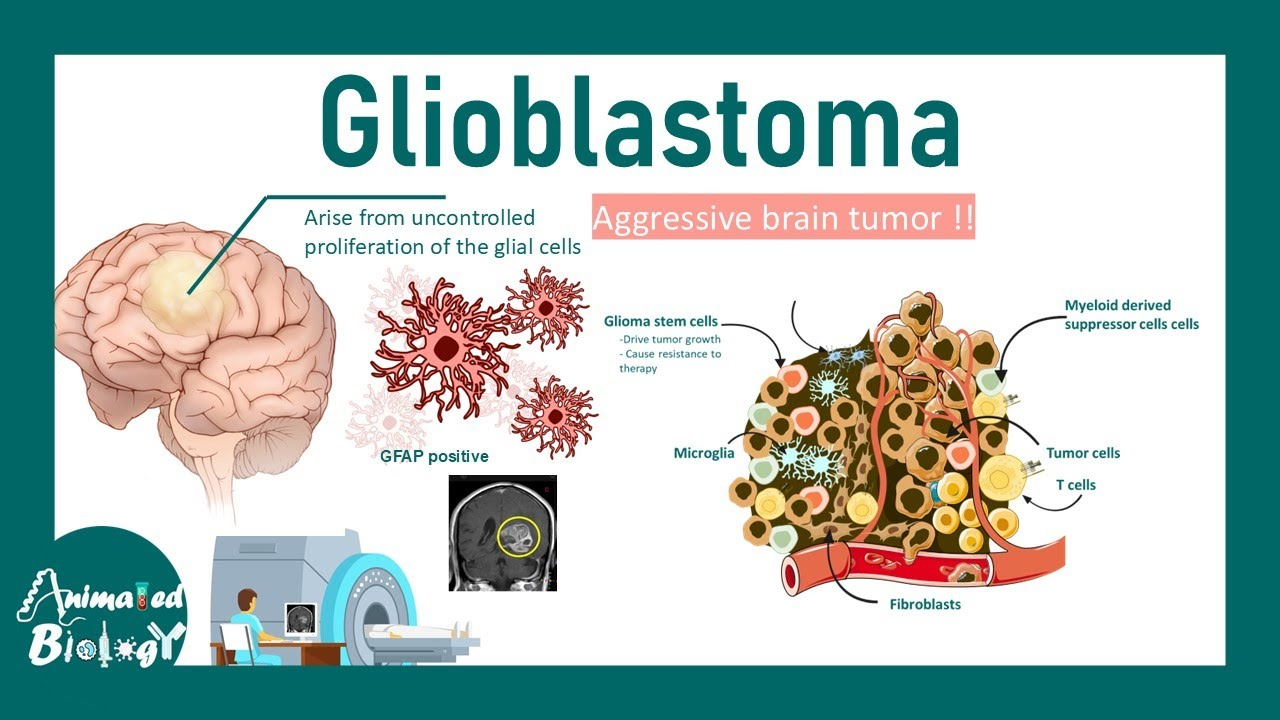 Glioblastoma
Arise from uncontrolled
proliferation of the glial cells
Aggressive brain tumor !!
GFAP positive
Glioma stem cells
-Drive tumor growth
- Cause resistance to
therapy
Myeloid derived
suppressor cells cells
Microglia
Tumor cells
T cells
Fibroblasts
Animated
Biology